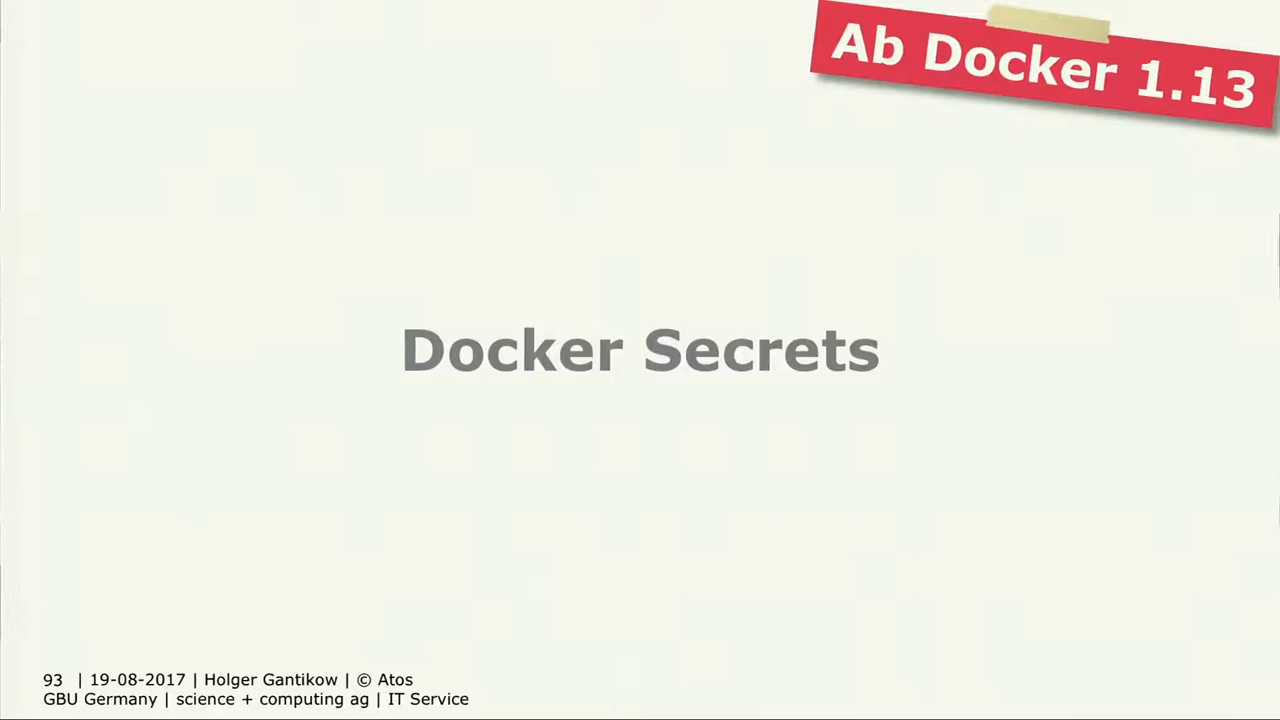 Ab Docker 1.13
Docker Secrets
93 | 19-08-2017 | Holger Gantikow | © Atos
GBU Germany | science + computing ag | IT Service